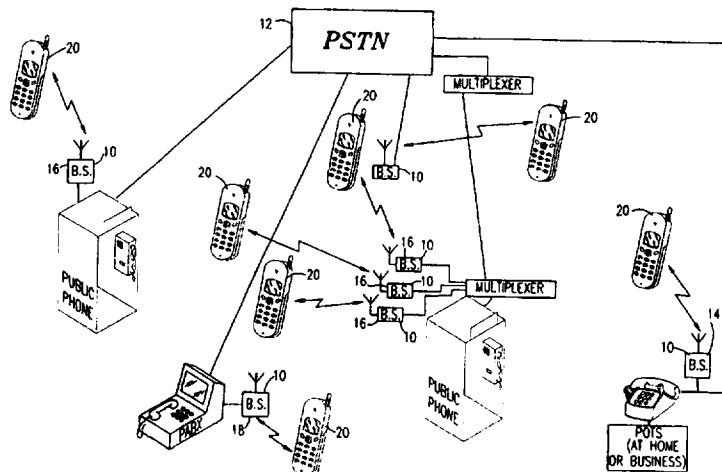 12
PSTN
20
20
MULTIPLEXER
20
16
B.S.
10
B.S.
10
20
20
16
B.S.
10
20
16
B.S.
10
MULTIPLEXER
16
B.S.
10
PUBLIC
PHONE
PUBLIC
PHONE
10
14
B.S.
PABX
B.S.
10
18
20
POTS
(AT HOME
OR BUSINESS)